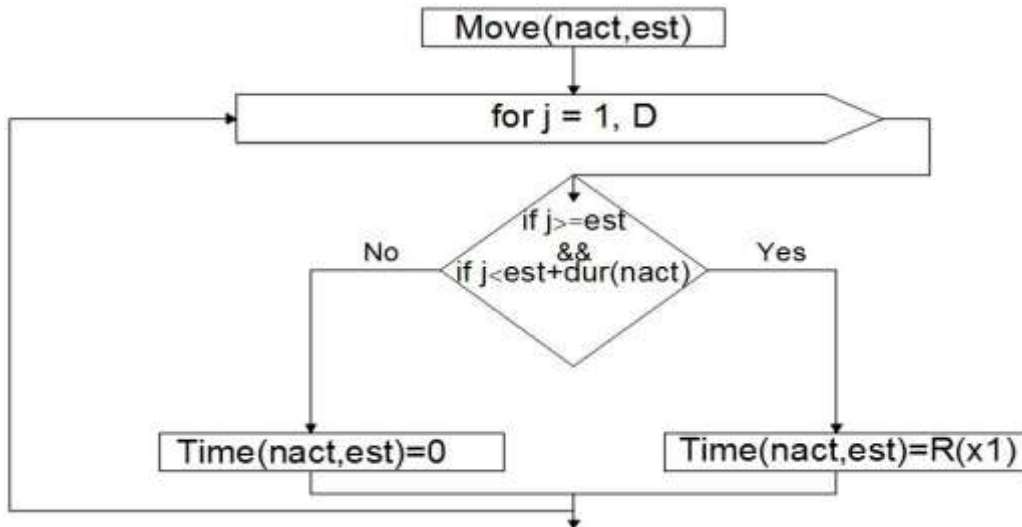 Move(nact,est)
for j = 1, D
if j>=est
&&
if j<est+dur(nact)
No
Yes
Time(nact,est)=0
Time(nact,est)=R(x1)